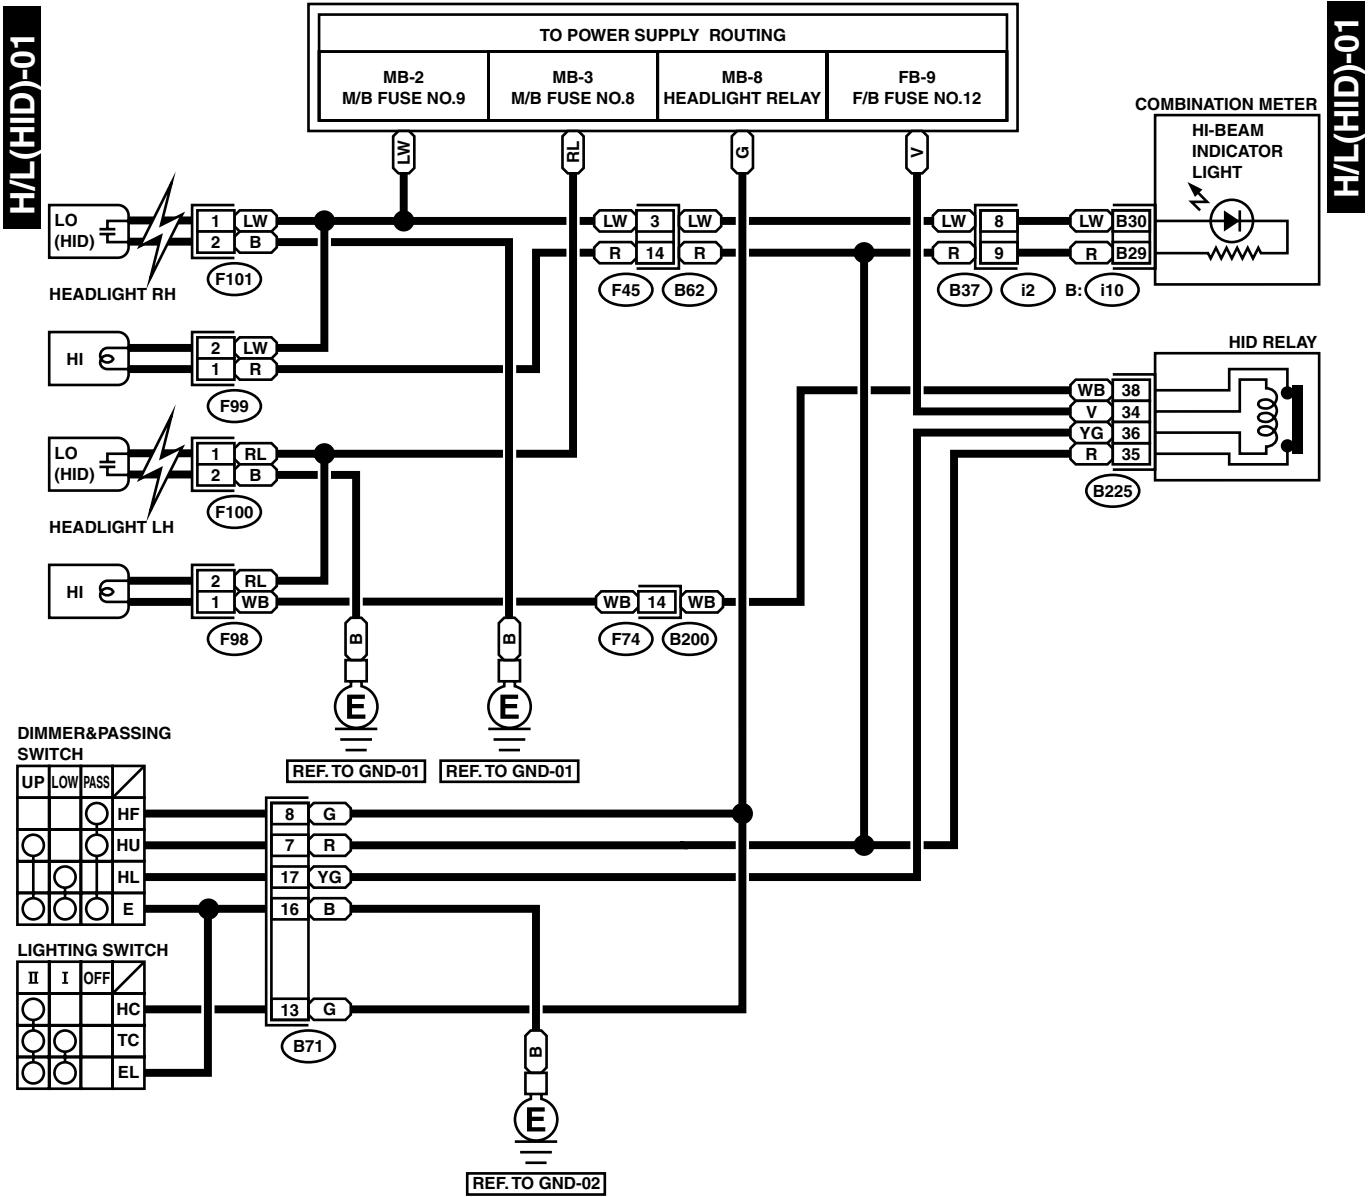 H/L(HID)-01
H/L(HID)-01
TO POWER SUPPLY ROUTING
MB-2
M/B FUSE NO.9
MB-3
M/B FUSE NO.8
MB-8
HEADLIGHT RELAY
FB-9
F/B FUSE NO.12
LW
RL
G
V
COMBINATION METER
HI-BEAM
INDICATOR
LIGHT
LO
(HID)
1 LW
2 B
F101
HEADLIGHT RH
LW 3 LW
R 14 R
F45 B62
LW 8 LW B30
R 9 R B29
B37 i2 B: i10
HI
2 LW
1 R
F99
HID RELAY
WB 38
V 34
YG 36
R 35
B225
LO
(HID)
1 RL
2 B
F100
HEADLIGHT LH
HI
2 RL
1 WB
F98
WB 14 WB
F74 B200
B
B
E
E
REF. TO GND-01
REF. TO GND-01
DIMMER&PASSING
SWITCH
UP LOW PASS
HF
HU
HL
E
8 G
7 R
17 YG
16 B
LIGHTING SWITCH
II I OFF
HC
TC
EL
13 G
B71
B
E
REF. TO GND-02